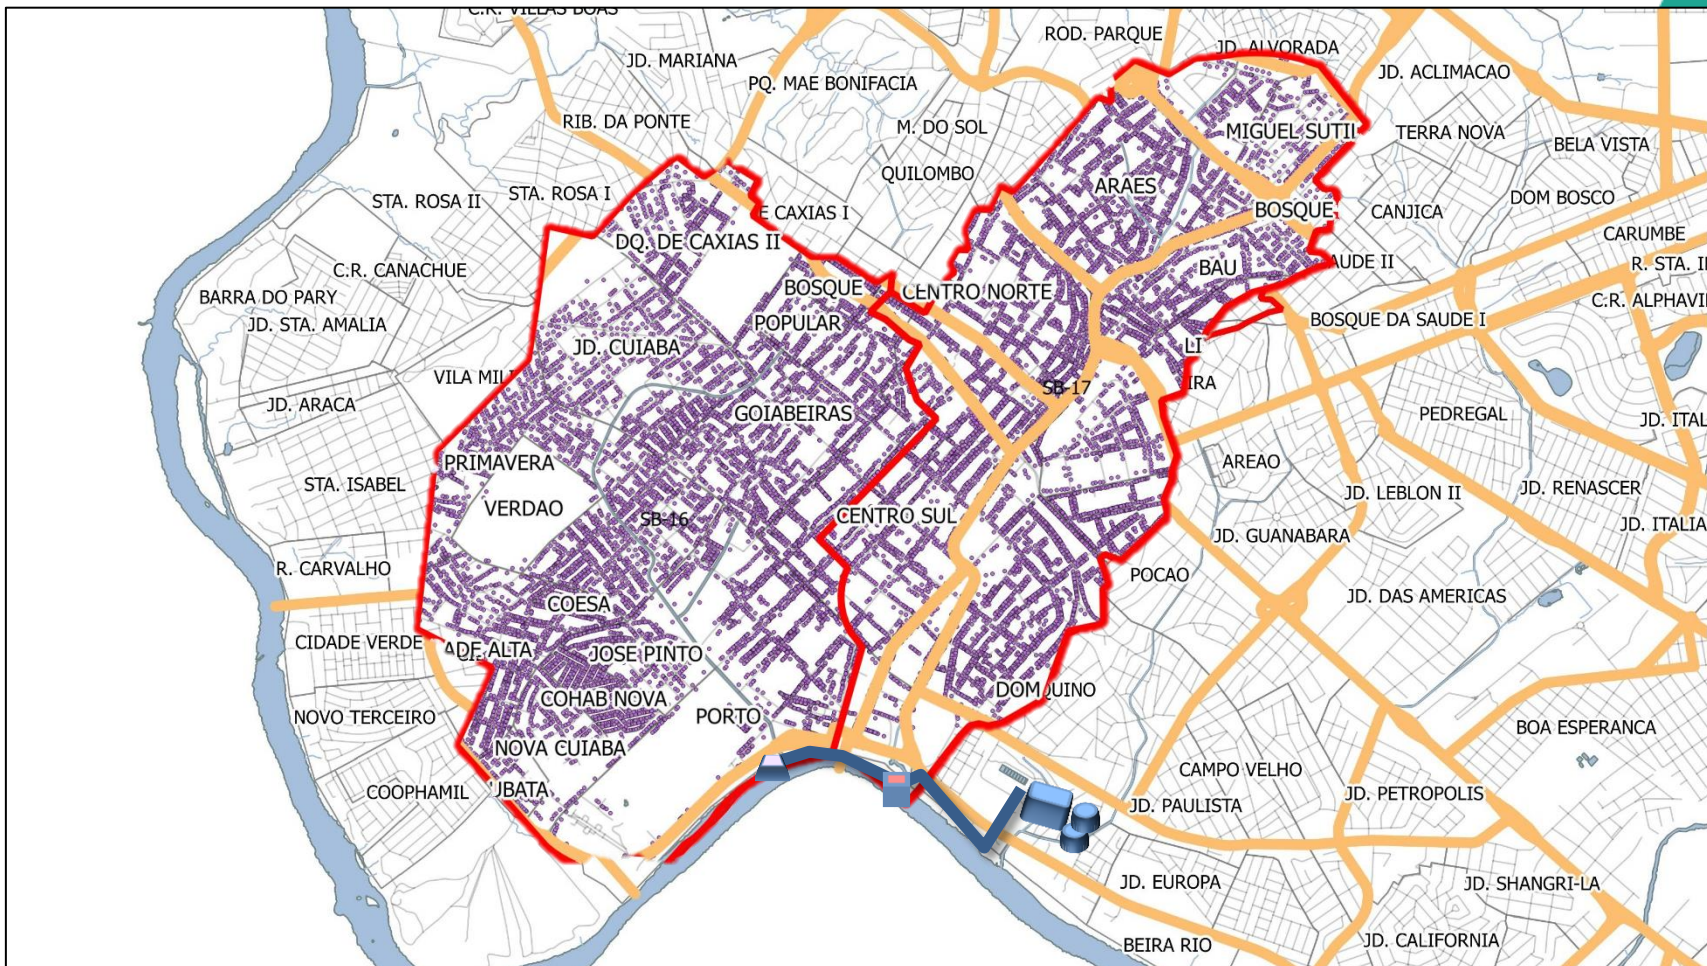 C.R. VILLAS BOAS
ROD. PARQUE
JD. ALVORADA
JD. MARIANA
JD. ACLIMACAO
PQ. MAE BONIFACIA
RIB. DA PONTE
M. DO SOL
MIGUEL SUTIL
TERRA NOVA
BELA VISTA
QUILOMBO
ARAES
STA. ROSA I
STA. ROSA II
DOM BOSCO
E CAXIAS I
BOSQUE
CANJICA
CARUMBE
DQ. DE CAXIAS II
C.R. CANACHUE
BAU
AUDE II
R. STA. I
BOSQUE
CENTRO NORTE
BARRA DO PARY
C.R. ALPHAVI
JD. STA. AMALIA
POPULAR
BOSQUE DA SAUDE I
JD. CUIABA
LI
VILA MILI
SB-17
IRA
JD. ARACA
GOIABEIRAS
PEDREGAL
JD. ITAL
PRIMAVERA
AREAO
STA. ISABEL
JD. LEBLON II
JD. RENASCER
VERDAO
SB-16
CENTRO SUL
JD. ITALIA
JD. GUANABARA
R. CARVALHO
POCAO
COESA
JD. DAS AMERICAS
CIDADE VERDE
ADE ALTA
JOSE PINTO
DOM
QUINO
COHAB NOVA
NOVO TERCEIRO
PORTO
BOA ESPERANCA
NOVA CUIABA
CAMPO VELHO
COOPHAMIL
UBATA
JD. PAULISTA
JD. PETROPOLIS
JD. EUROPA
JD. SHANGRI-LA
BEIRA RIO
JD. CALIFORNIA